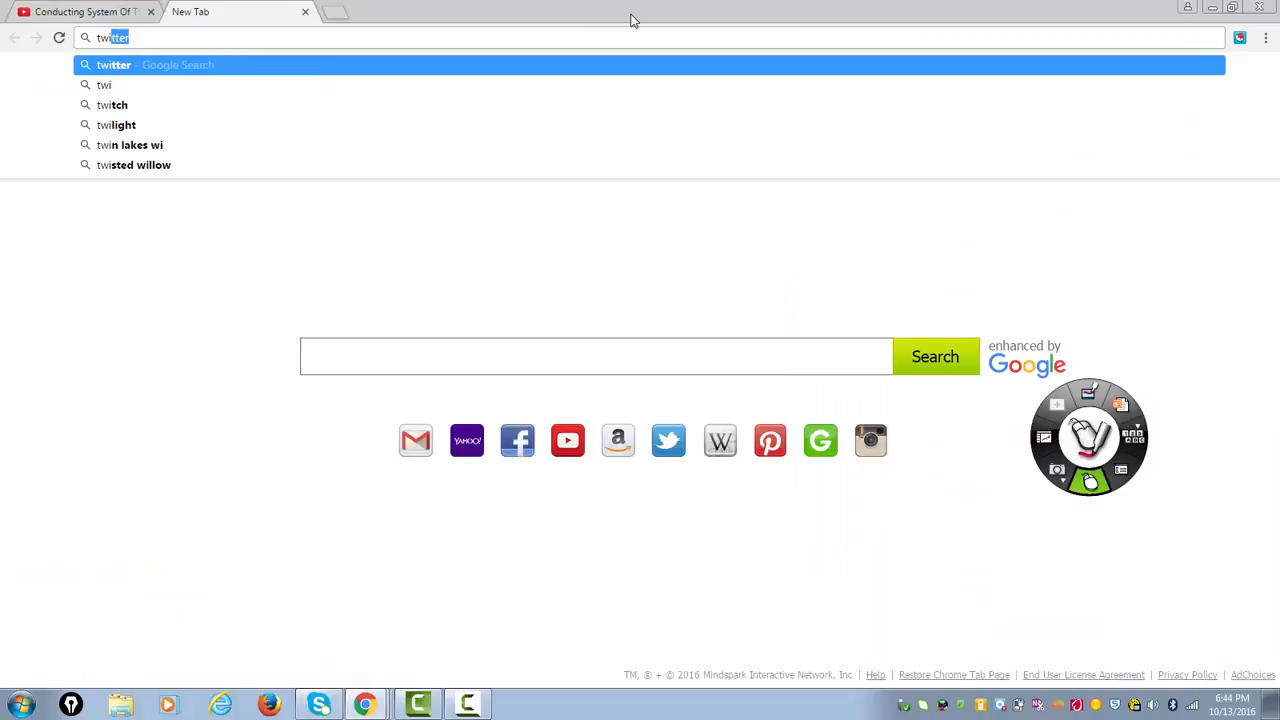 Conducting System Of T
New Tab
twitter
twitter - Google Search
twi
twitch
twilight
twin lakes wi
twisted willow
Search
enhanced by
Google
YAHOO!
TM, ® + © 2016 Mindspark Interactive Network, Inc
Help
Restore Chrome Tab Page
End User License Agreement
Privacy Policy
AdChoices
6:44 PM
10/13/2016